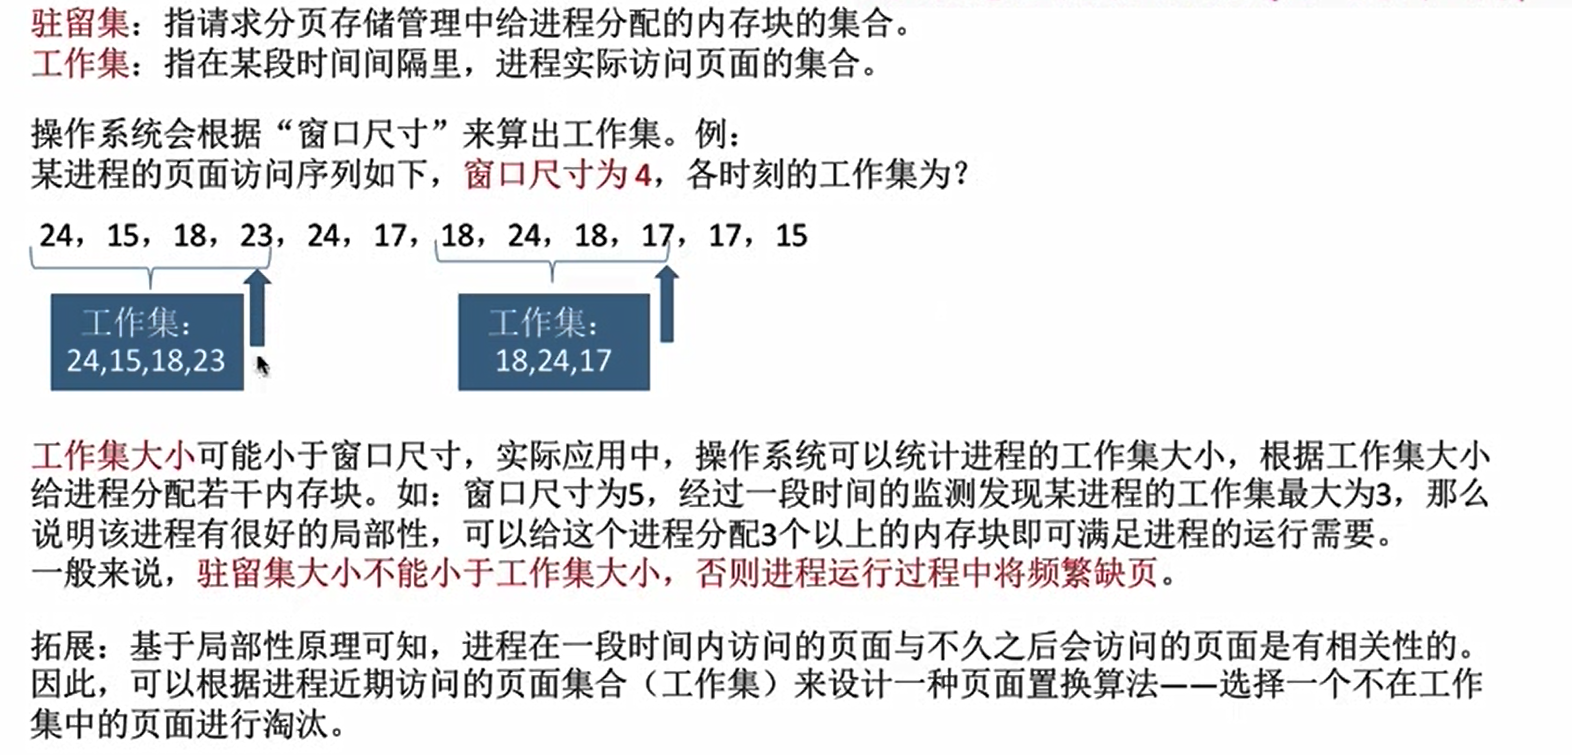 驻留集：指请求分页存储管理中给进程分配的内存块的集合。
工作集：指在某段时间间隔里，进程实际访问页面的集合。
操作系统会根据“窗口尺寸”来算出工作集。例：
某进程的页面访问序列如下，窗口尺寸为4，各时刻的工作集为？
24，15，18，23，24，17，18，24，18，17，17，15
工作集：
24,15,18,23
工作集：
18,24,17
工作集大小可能小于窗口尺寸，实际应用中，操作系统可以统计进程的工作集大小，根据工作集大小
给进程分配若干内存块。如：窗口尺寸为5，经过一段时间的监测发现某进程的工作集最大为3，那么
说明该进程有很好的局部性，可以给这个进程分配3个以上的内存块即可满足进程的运行需要。
一般来说，驻留集大小不能小于工作集大小，否则进程运行过程中将频繁缺页。
拓展：基于局部性原理可知，进程在一段时间内访问的页面与不久之后会访问的页面是有相关性的。
因此，可以根据进程近期访问的页面集合（工作集）来设计一种页面置换算法——选择一个不在工作
集中的页面进行淘汰。